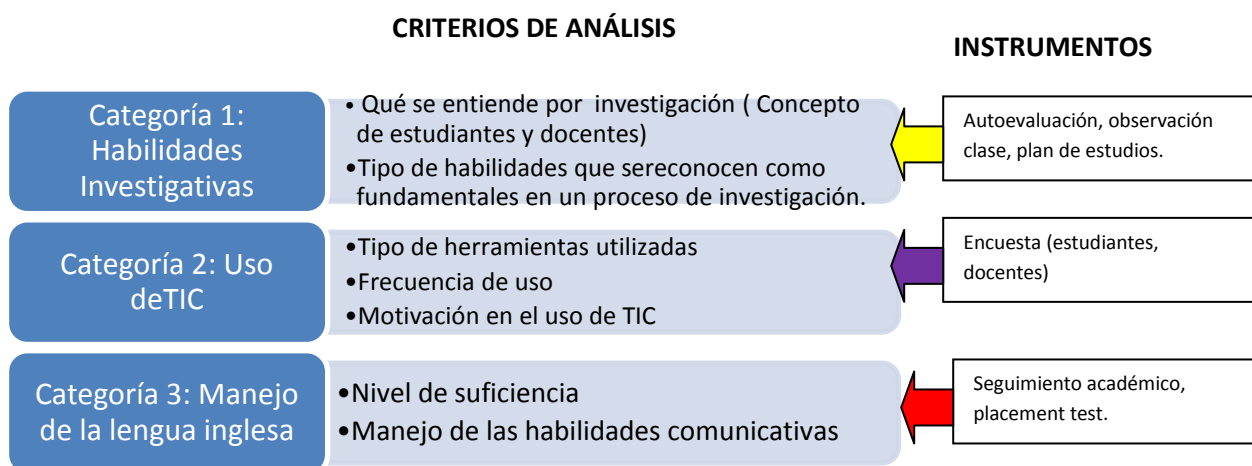 CRITERIOS DE ANÁLISIS
INSTRUMENTOS
Categoría 1:
Habilidades
Investigativas
• Qué se entiende por investigación ( Concepto
de estudiantes y docentes)
•Tipo de habilidades que sereconocen como
fundamentales en un proceso de investigación.
Autoevaluación, observación
clase, plan de estudios.
Categoría 2: Uso
deTIC
•Tipo de herramientas utilizadas
•Frecuencia de uso
•Motivación en el uso de TIC
Encuesta (estudiantes,
docentes)
Categoría 3: Manejo
de la lengua inglesa
•Nivel de suficiencia
•Manejo de las habilidades comunicativas
Seguimiento académico,
placement test.